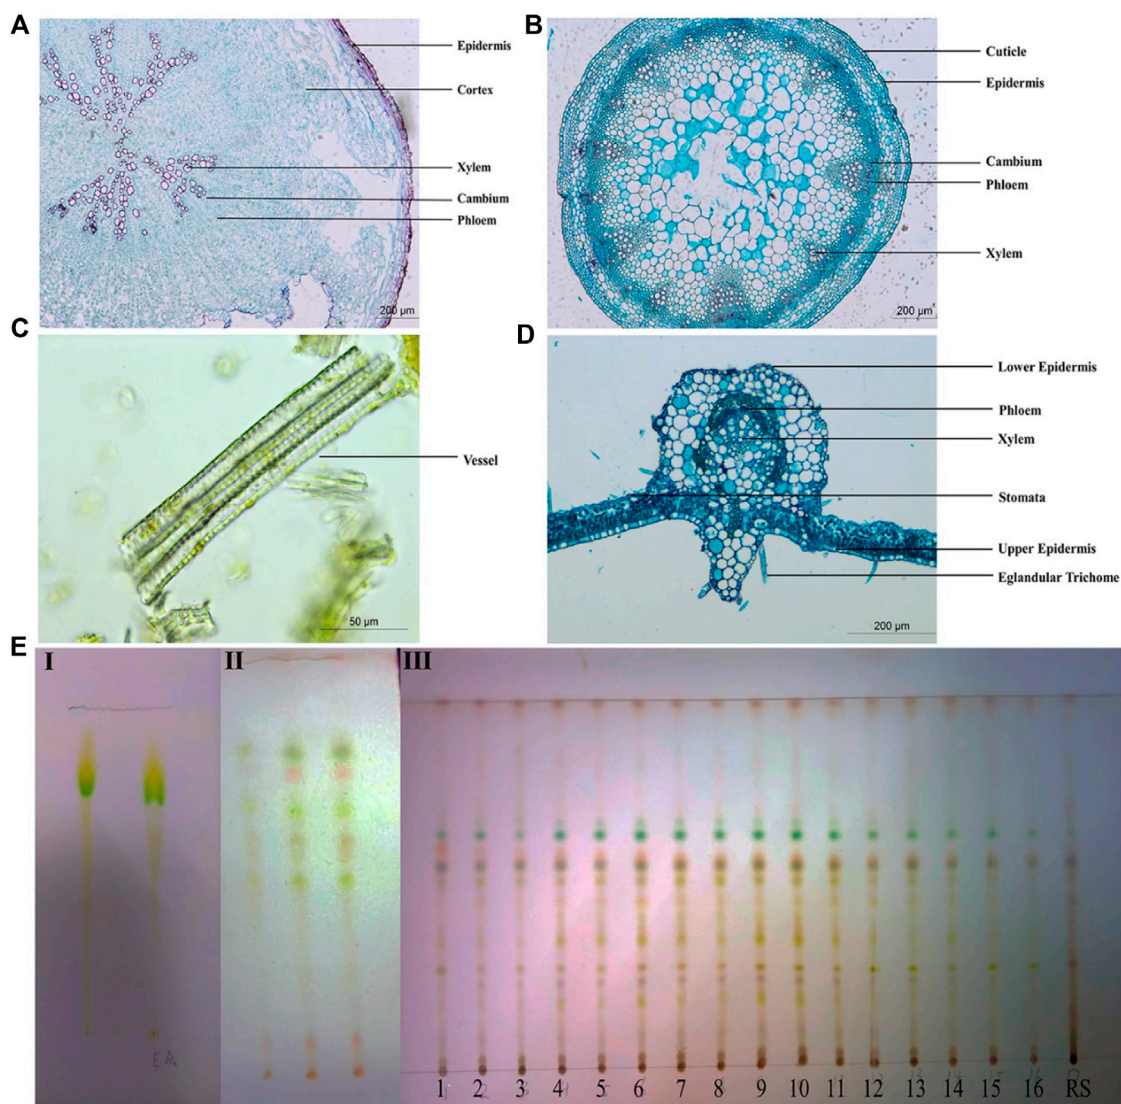 A
Epidermis
Cortex
Xylem
Cambium
Phloem
200 μm
B
Cuticle
Epidermis
Cambium
Phloem
Xylem
200 μm
C
Vessel
50 μm
D
Lower Epidermis
Phloem
Xylem
Stomata
Upper Epidermis
Eglandular Trichome
200 μm
E
I
II
III
1 2 3 4 5 6 7 8 9 10 11 12 13 14 15 16 RS